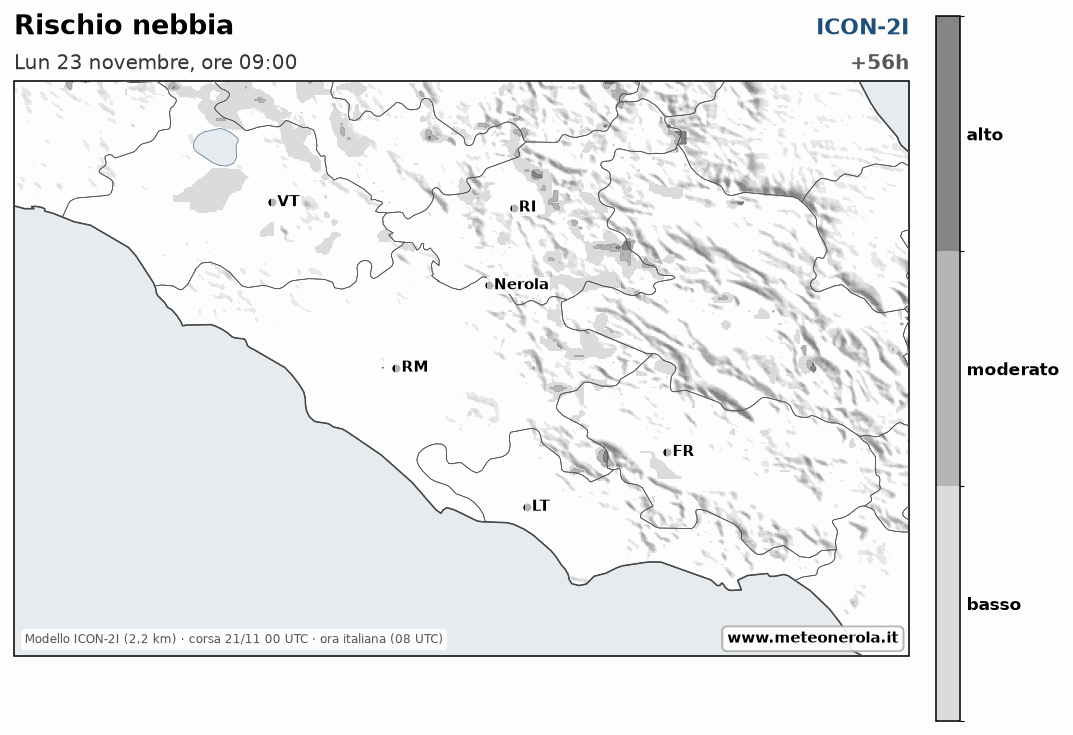 Rischio nebbia
ICON-2I
Lun 23 novembre, ore 09:00
+56h
alto
VT
RI
Nerola
RM
moderato
FR
LT
basso
Modello ICON-2I (2,2 km) · corsa 21/11 00 UTC · ora italiana (08 UTC)
www.meteonerola.it